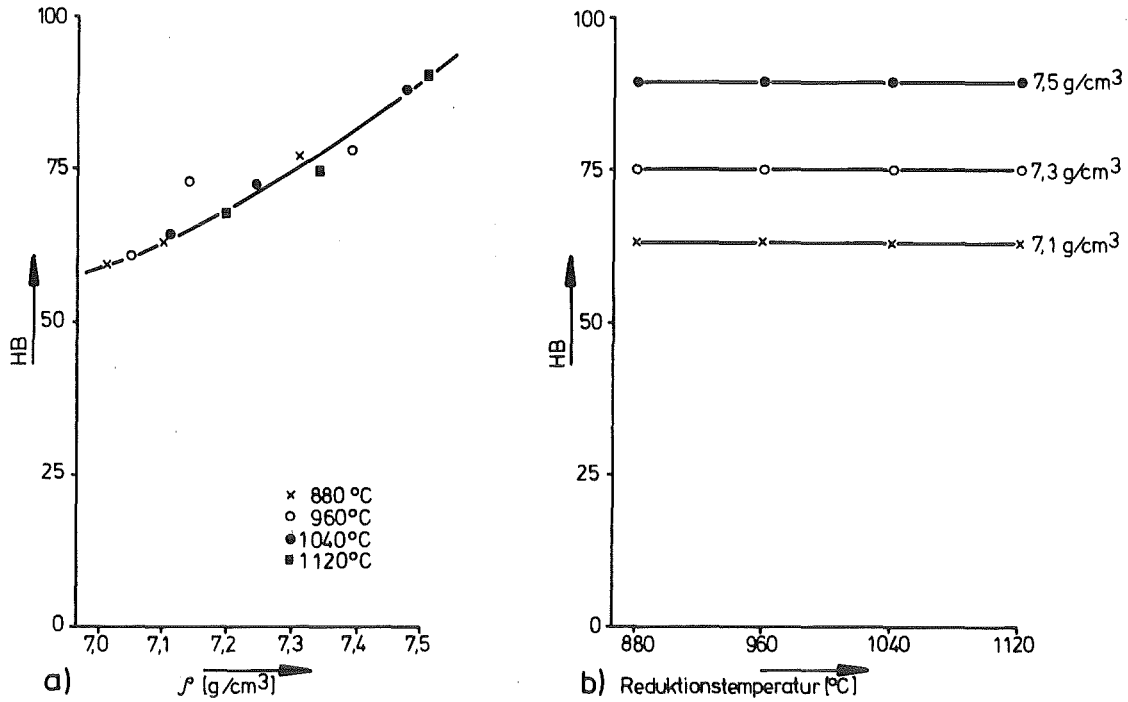 100
75
50
25
0
HB
× 880 °C
○ 960°C
● 1040°C
■ 1120°C
7,0 7,1 7,2 7,3 7,4 7,5
a) ρ [g/cm³]
100
75
50
25
0
HB
7,5 g/cm³
7,3 g/cm³
7,1 g/cm³
880 960 1040 1120
b) Reduktionstemperatur [°C]